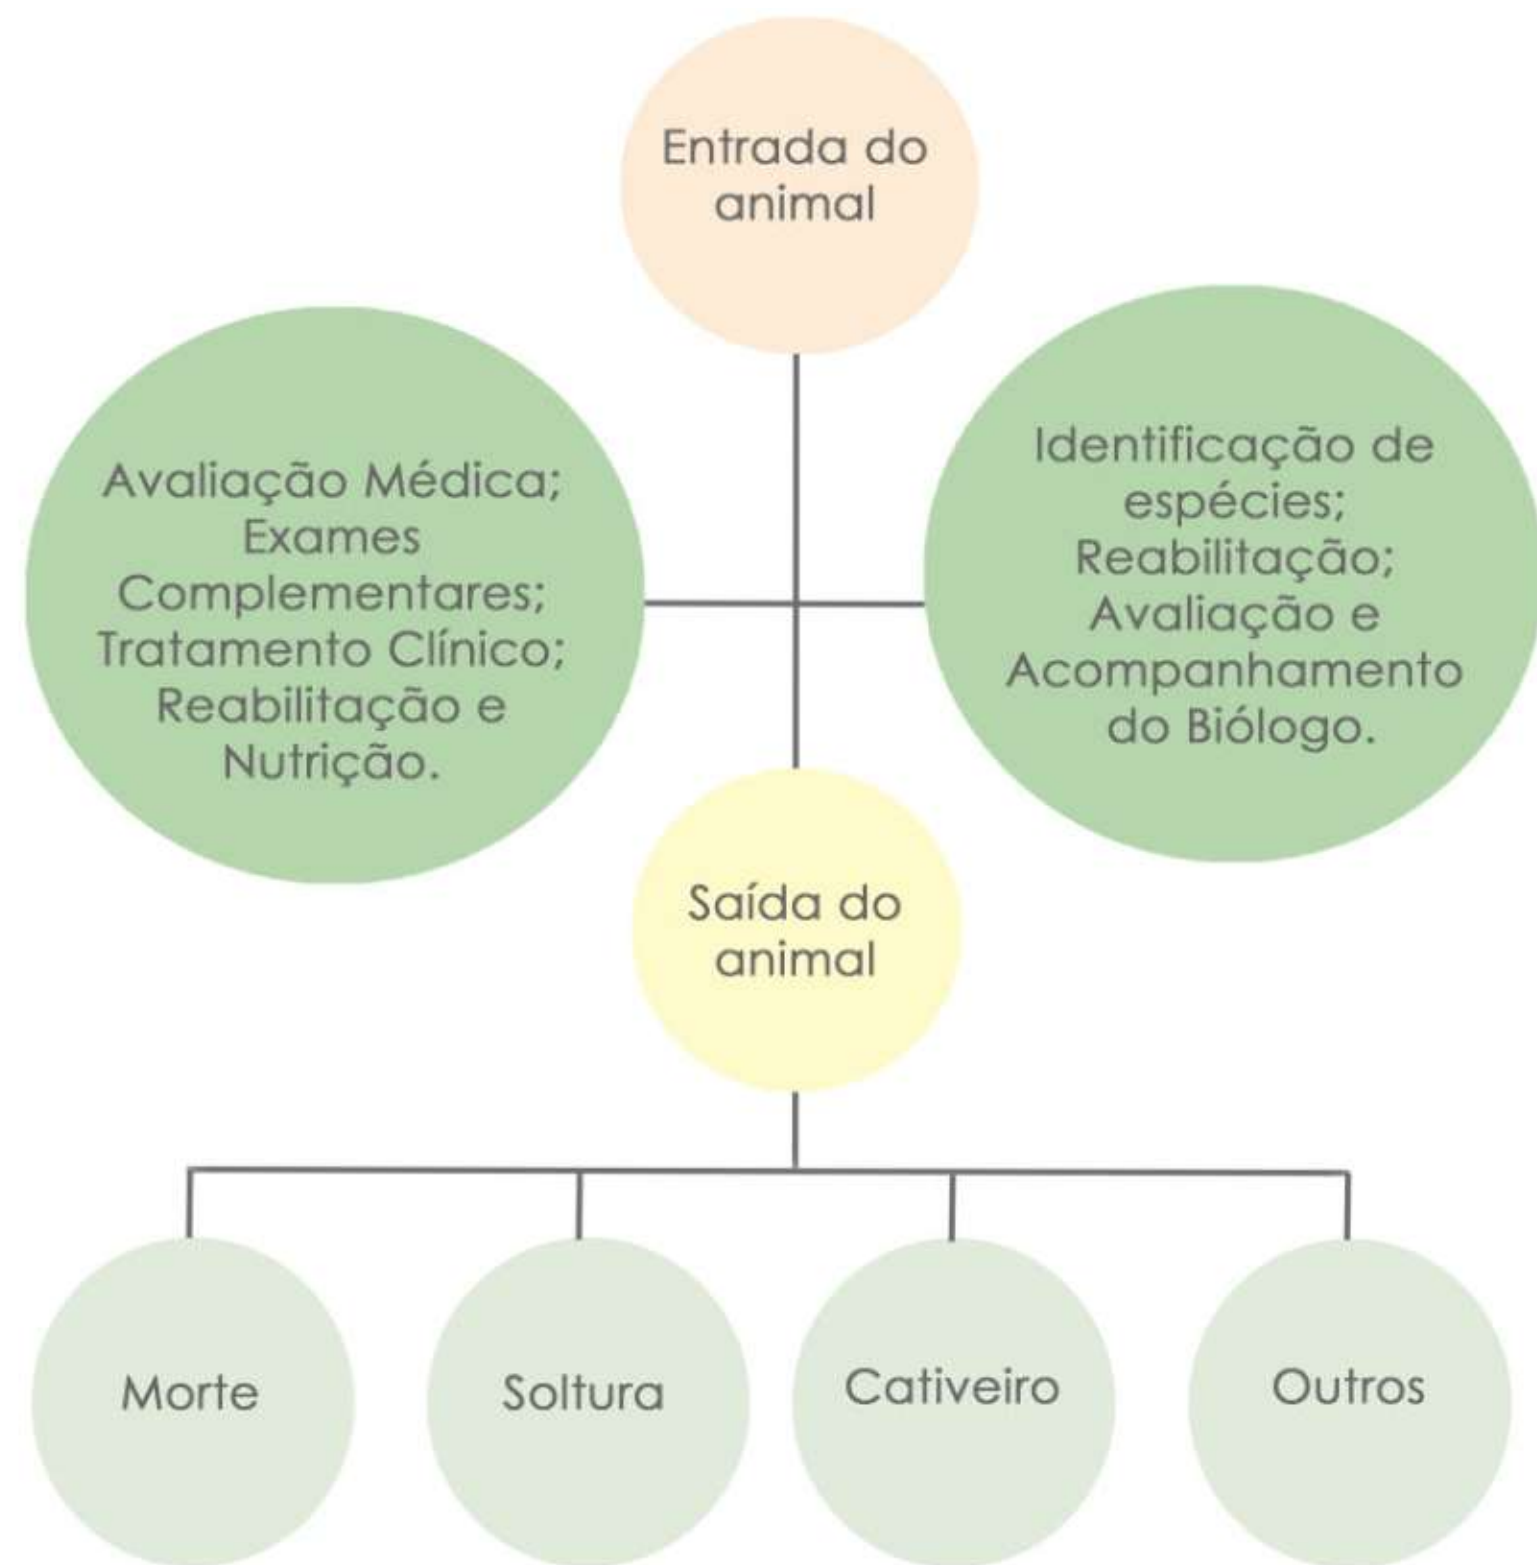 Entrada do
animal
Avaliação Médica;
Exames
Complementares;
Tratamento Clínico;
Reabilitação e
Nutrição.
Identificação de
espécies;
Reabilitação;
Avaliação e
Acompanhamento
do Biólogo.
Saída do
animal
Morte
Soltura
Cativeiro
Outros